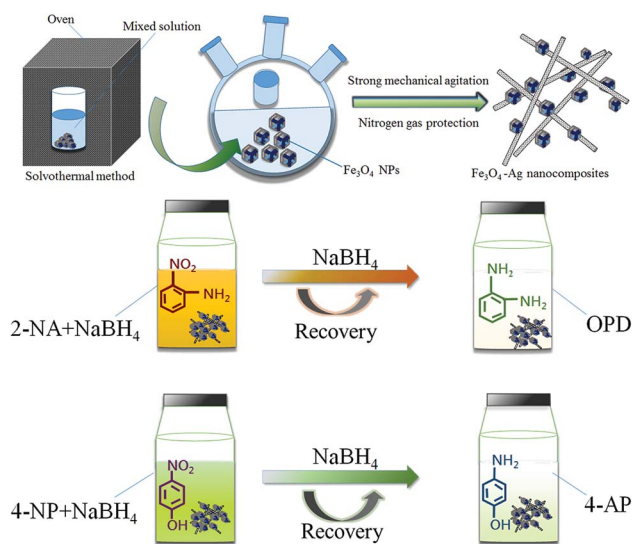 Oven
Mixed solution
Strong mechanical agitation
Nitrogen gas protection
Solvothermal method
Fe₃O₄ NPs
Fe₃O₄-Ag nanocomposites
NO₂
NH₂
2-NA+NaBH₄
NaBH₄
Recovery
NH₂
NH₂
OPD
NO₂
OH
4-NP+NaBH₄
NaBH₄
Recovery
NH₂
OH
4-AP